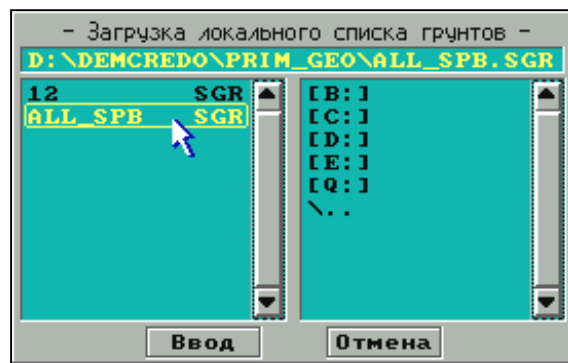 - Загрузка локального списка грунтов -
D:\DEMCREDO\PRIM_GEO\ALL_SPB.SGR
12 SGR
ALL_SPB SGR
[B:]
[C:]
[D:]
[E:]
[Q:]
\..
Ввод
Отмена